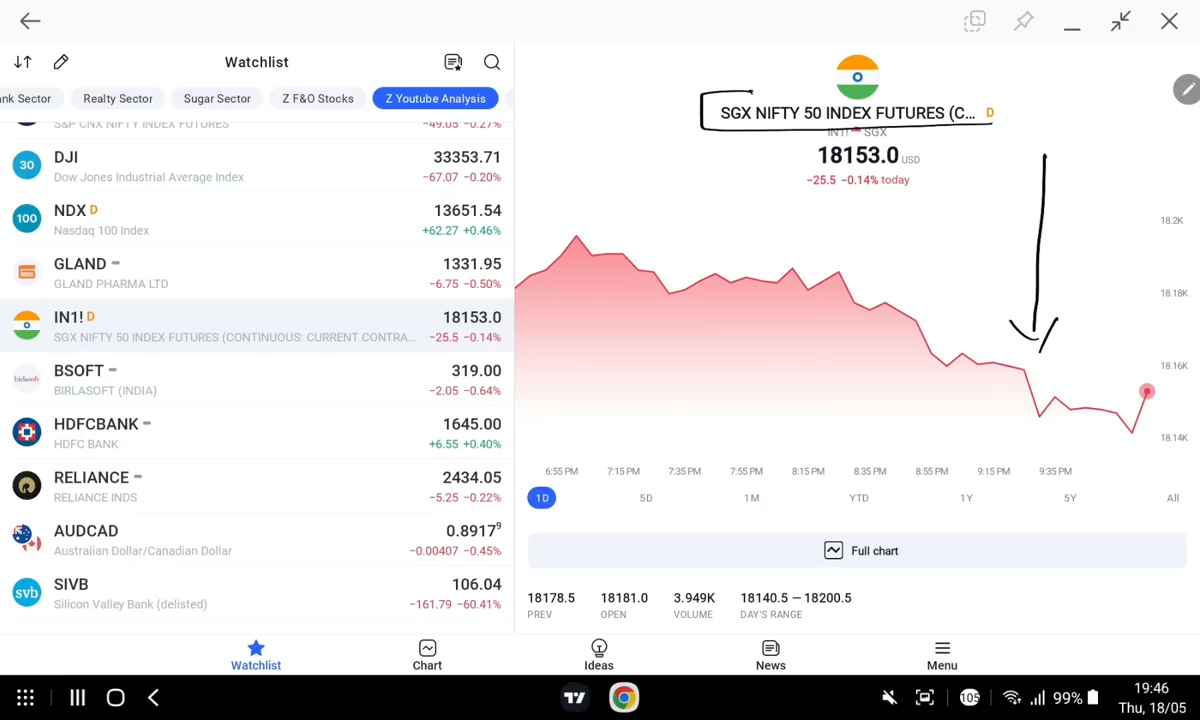 Watchlist
nk Sector
Realty Sector
Sugar Sector
Z F&O Stocks
Z Youtube Analysis
S&P CNX NIFTY INDEX FUTURES
−49.05 −0.27%
30
DJI
33353.71
Dow Jones Industrial Average Index
−67.07 −0.20%
100
NDX D
13651.54
Nasdaq 100 Index
+62.27 +0.46%
GLAND
1331.95
GLAND PHARMA LTD
−6.75 −0.50%
IN1! D
18153.0
SGX NIFTY 50 INDEX FUTURES (CONTINUOUS: CURRENT CONTRA...
−25.5 −0.14%
birlasoft
BSOFT
319.00
BIRLASOFT (INDIA)
−2.05 −0.64%
HDFCBANK
1645.00
HDFC BANK
+6.55 +0.40%
RELIANCE
2434.05
RELIANCE INDS
−5.25 −0.22%
AUDCAD
0.8917⁹
Australian Dollar/Canadian Dollar
−0.00407 −0.45%
svb
SIVB
106.04
Silicon Valley Bank (delisted)
−161.79 −60.41%
SGX NIFTY 50 INDEX FUTURES (C... D
IN1! SGX
18153.0 USD
−25.5 −0.14% today
18.2K
18.18K
18.16K
18.14K
6:55 PM
7:15 PM
7:35 PM
7:55 PM
8:15 PM
8:35 PM
8:55 PM
9:15 PM
9:35 PM
1D
5D
1M
YTD
1Y
5Y
All
Full chart
18178.5
18181.0
3.949K
18140.5 — 18200.5
PREV
OPEN
VOLUME
DAY'S RANGE
Watchlist
Chart
Ideas
News
Menu
105
99%
19:46
Thu, 18/05